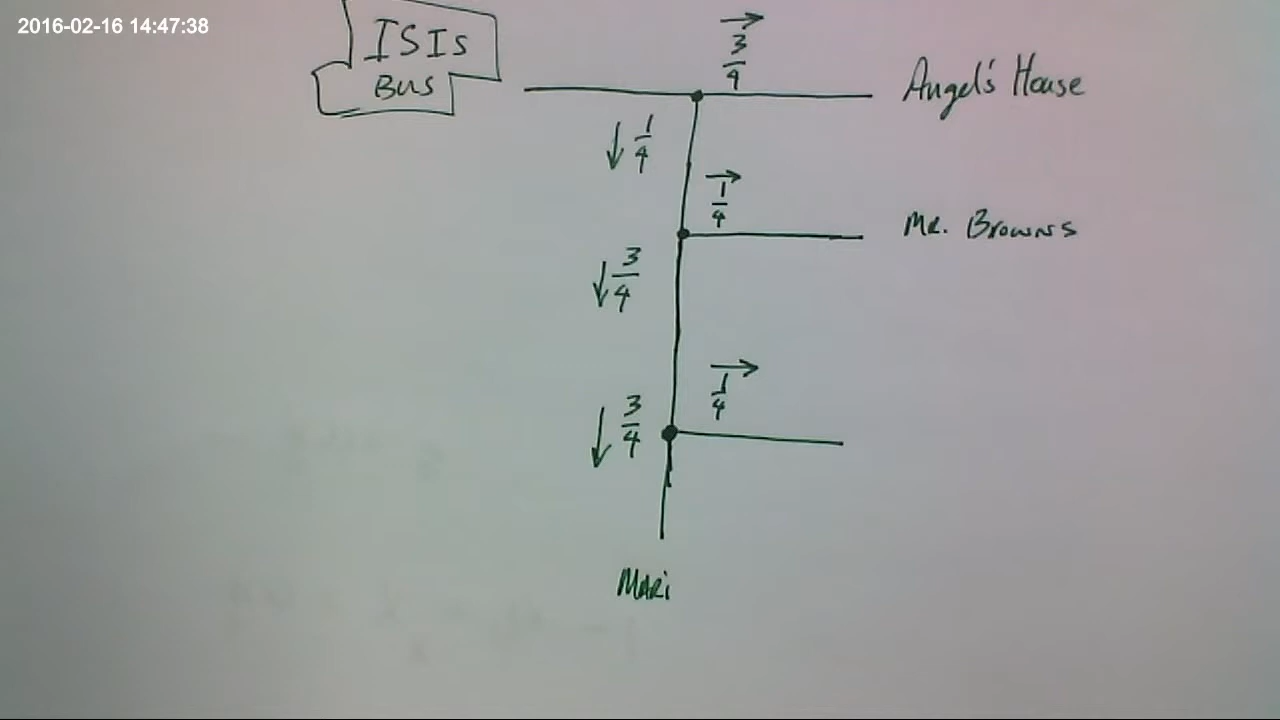 2016-02-16 14:47:38
ISIs
Bus
3/4
Angel's House
1/4
1/4
Mr. Browns
3/4
1/4
3/4
Mari